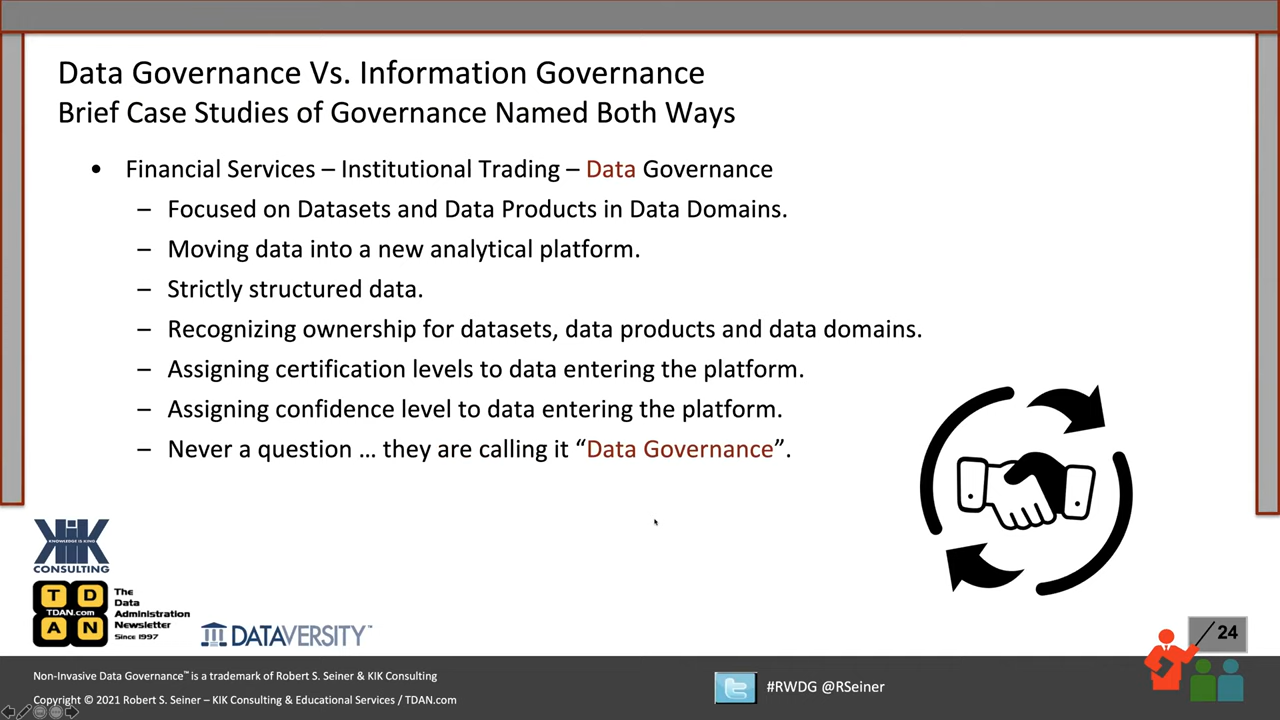 Data Governance Vs. Information Governance
Brief Case Studies of Governance Named Both Ways
• Financial Services – Institutional Trading – Data Governance
– Focused on Datasets and Data Products in Data Domains.
– Moving data into a new analytical platform.
– Strictly structured data.
– Recognizing ownership for datasets, data products and data domains.
– Assigning certification levels to data entering the platform.
– Assigning confidence level to data entering the platform.
– Never a question … they are calling it “Data Governance”.
KIK
KNOWLEDGE IS KING
CONSULTING
T D
TDAN.com
A N
The
Data
Administration
Newsletter
Since 1997
DATAVERSITY™
24
Non-Invasive Data Governance™ is a trademark of Robert S. Seiner & KIK Consulting
Copyright © 2021 Robert S. Seiner – KIK Consulting & Educational Services / TDAN.com
#RWDG @RSeiner